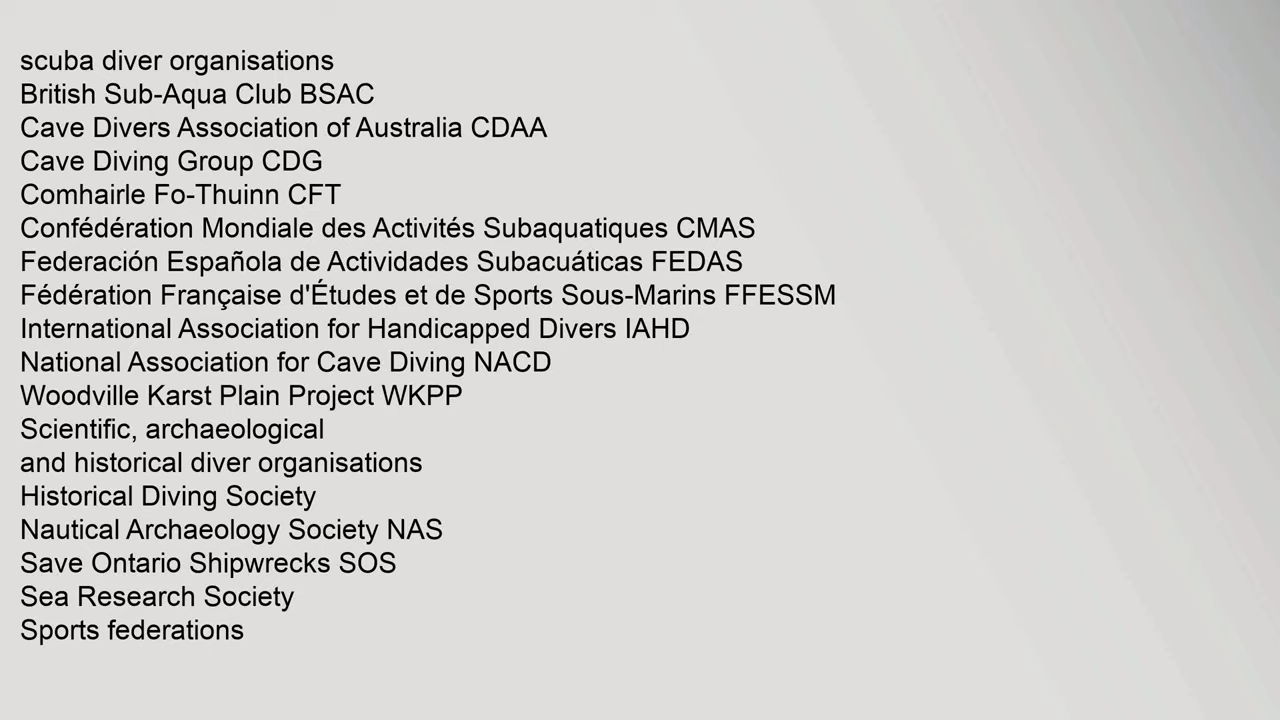 scuba diver organisations
British Sub-Aqua Club BSAC
Cave Divers Association of Australia CDAA
Cave Diving Group CDG
Comhairle Fo-Thuinn CFT
Confédération Mondiale des Activités Subaquatiques CMAS
Federación Española de Actividades Subacuáticas FEDAS
Fédération Française d'Études et de Sports Sous-Marins FFESSM
International Association for Handicapped Divers IAHD
National Association for Cave Diving NACD
Woodville Karst Plain Project WKPP
Scientific, archaeological
and historical diver organisations
Historical Diving Society
Nautical Archaeology Society NAS
Save Ontario Shipwrecks SOS
Sea Research Society
Sports federations